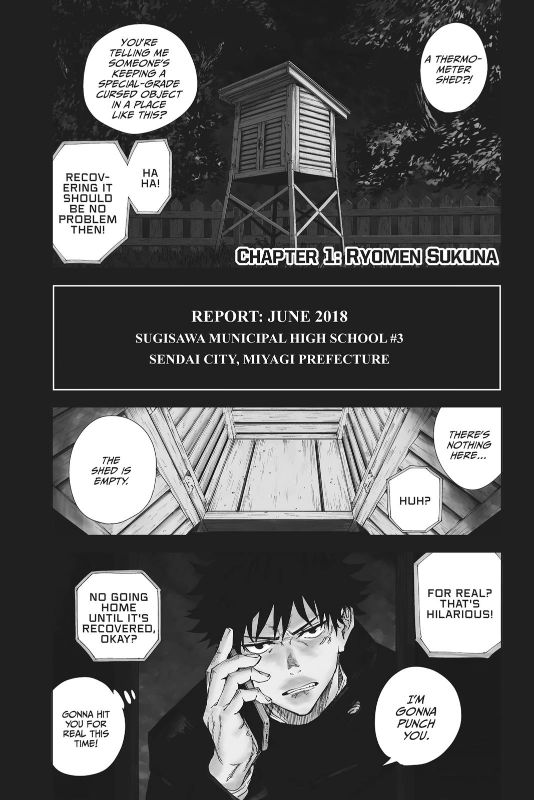 A THERMO-
METER
SHED?!
YOU'RE
TELLING ME
SOMEONE'S
KEEPING A
SPECIAL-GRADE
CURSED OBJECT
IN A PLACE
LIKE THIS?
HA
HA!
RECOV-
ERING IT
SHOULD
BE NO
PROBLEM
THEN!
CHAPTER 1: RYOMEN SUKUNA
REPORT: JUNE 2018
SUGISAWA MUNICIPAL HIGH SCHOOL #3
SENDAI CITY, MIYAGI PREFECTURE
THERE'S
NOTHING
HERE...
HUH?
THE
SHED IS
EMPTY.
FOR REAL?
THAT'S
HILARIOUS!
NO GOING
HOME
UNTIL IT'S
RECOVERED,
OKAY?
I'M
GONNA
PUNCH
YOU.
GONNA HIT
YOU FOR
REAL THIS
TIME!